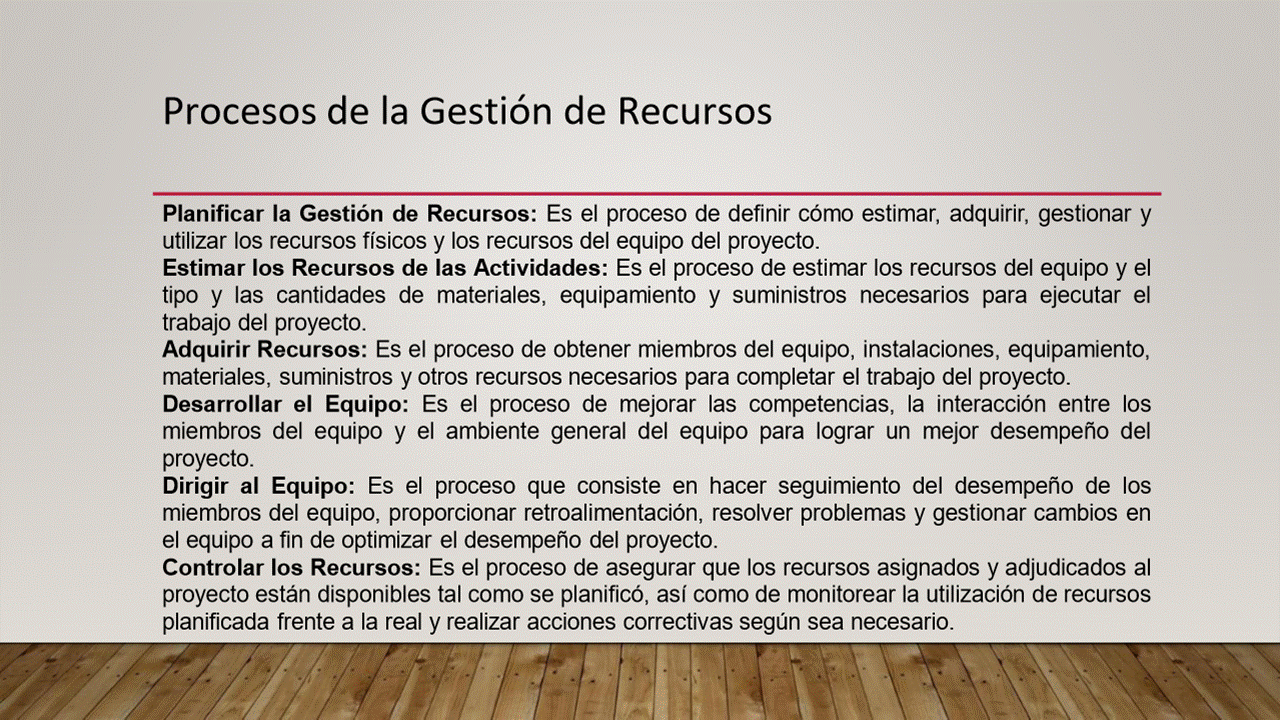 Procesos de la Gestión de Recursos
Planificar la Gestión de Recursos: Es el proceso de definir cómo estimar, adquirir, gestionar y
utilizar los recursos físicos y los recursos del equipo del proyecto.
Estimar los Recursos de las Actividades: Es el proceso de estimar los recursos del equipo y el
tipo y las cantidades de materiales, equipamiento y suministros necesarios para ejecutar el
trabajo del proyecto.
Adquirir Recursos: Es el proceso de obtener miembros del equipo, instalaciones, equipamiento,
materiales, suministros y otros recursos necesarios para completar el trabajo del proyecto.
Desarrollar el Equipo: Es el proceso de mejorar las competencias, la interacción entre los
miembros del equipo y el ambiente general del equipo para lograr un mejor desempeño del
proyecto.
Dirigir al Equipo: Es el proceso que consiste en hacer seguimiento del desempeño de los
miembros del equipo, proporcionar retroalimentación, resolver problemas y gestionar cambios en
el equipo a fin de optimizar el desempeño del proyecto.
Controlar los Recursos: Es el proceso de asegurar que los recursos asignados y adjudicados al
proyecto están disponibles tal como se planificó, así como de monitorear la utilización de recursos
planificada frente a la real y realizar acciones correctivas según sea necesario.